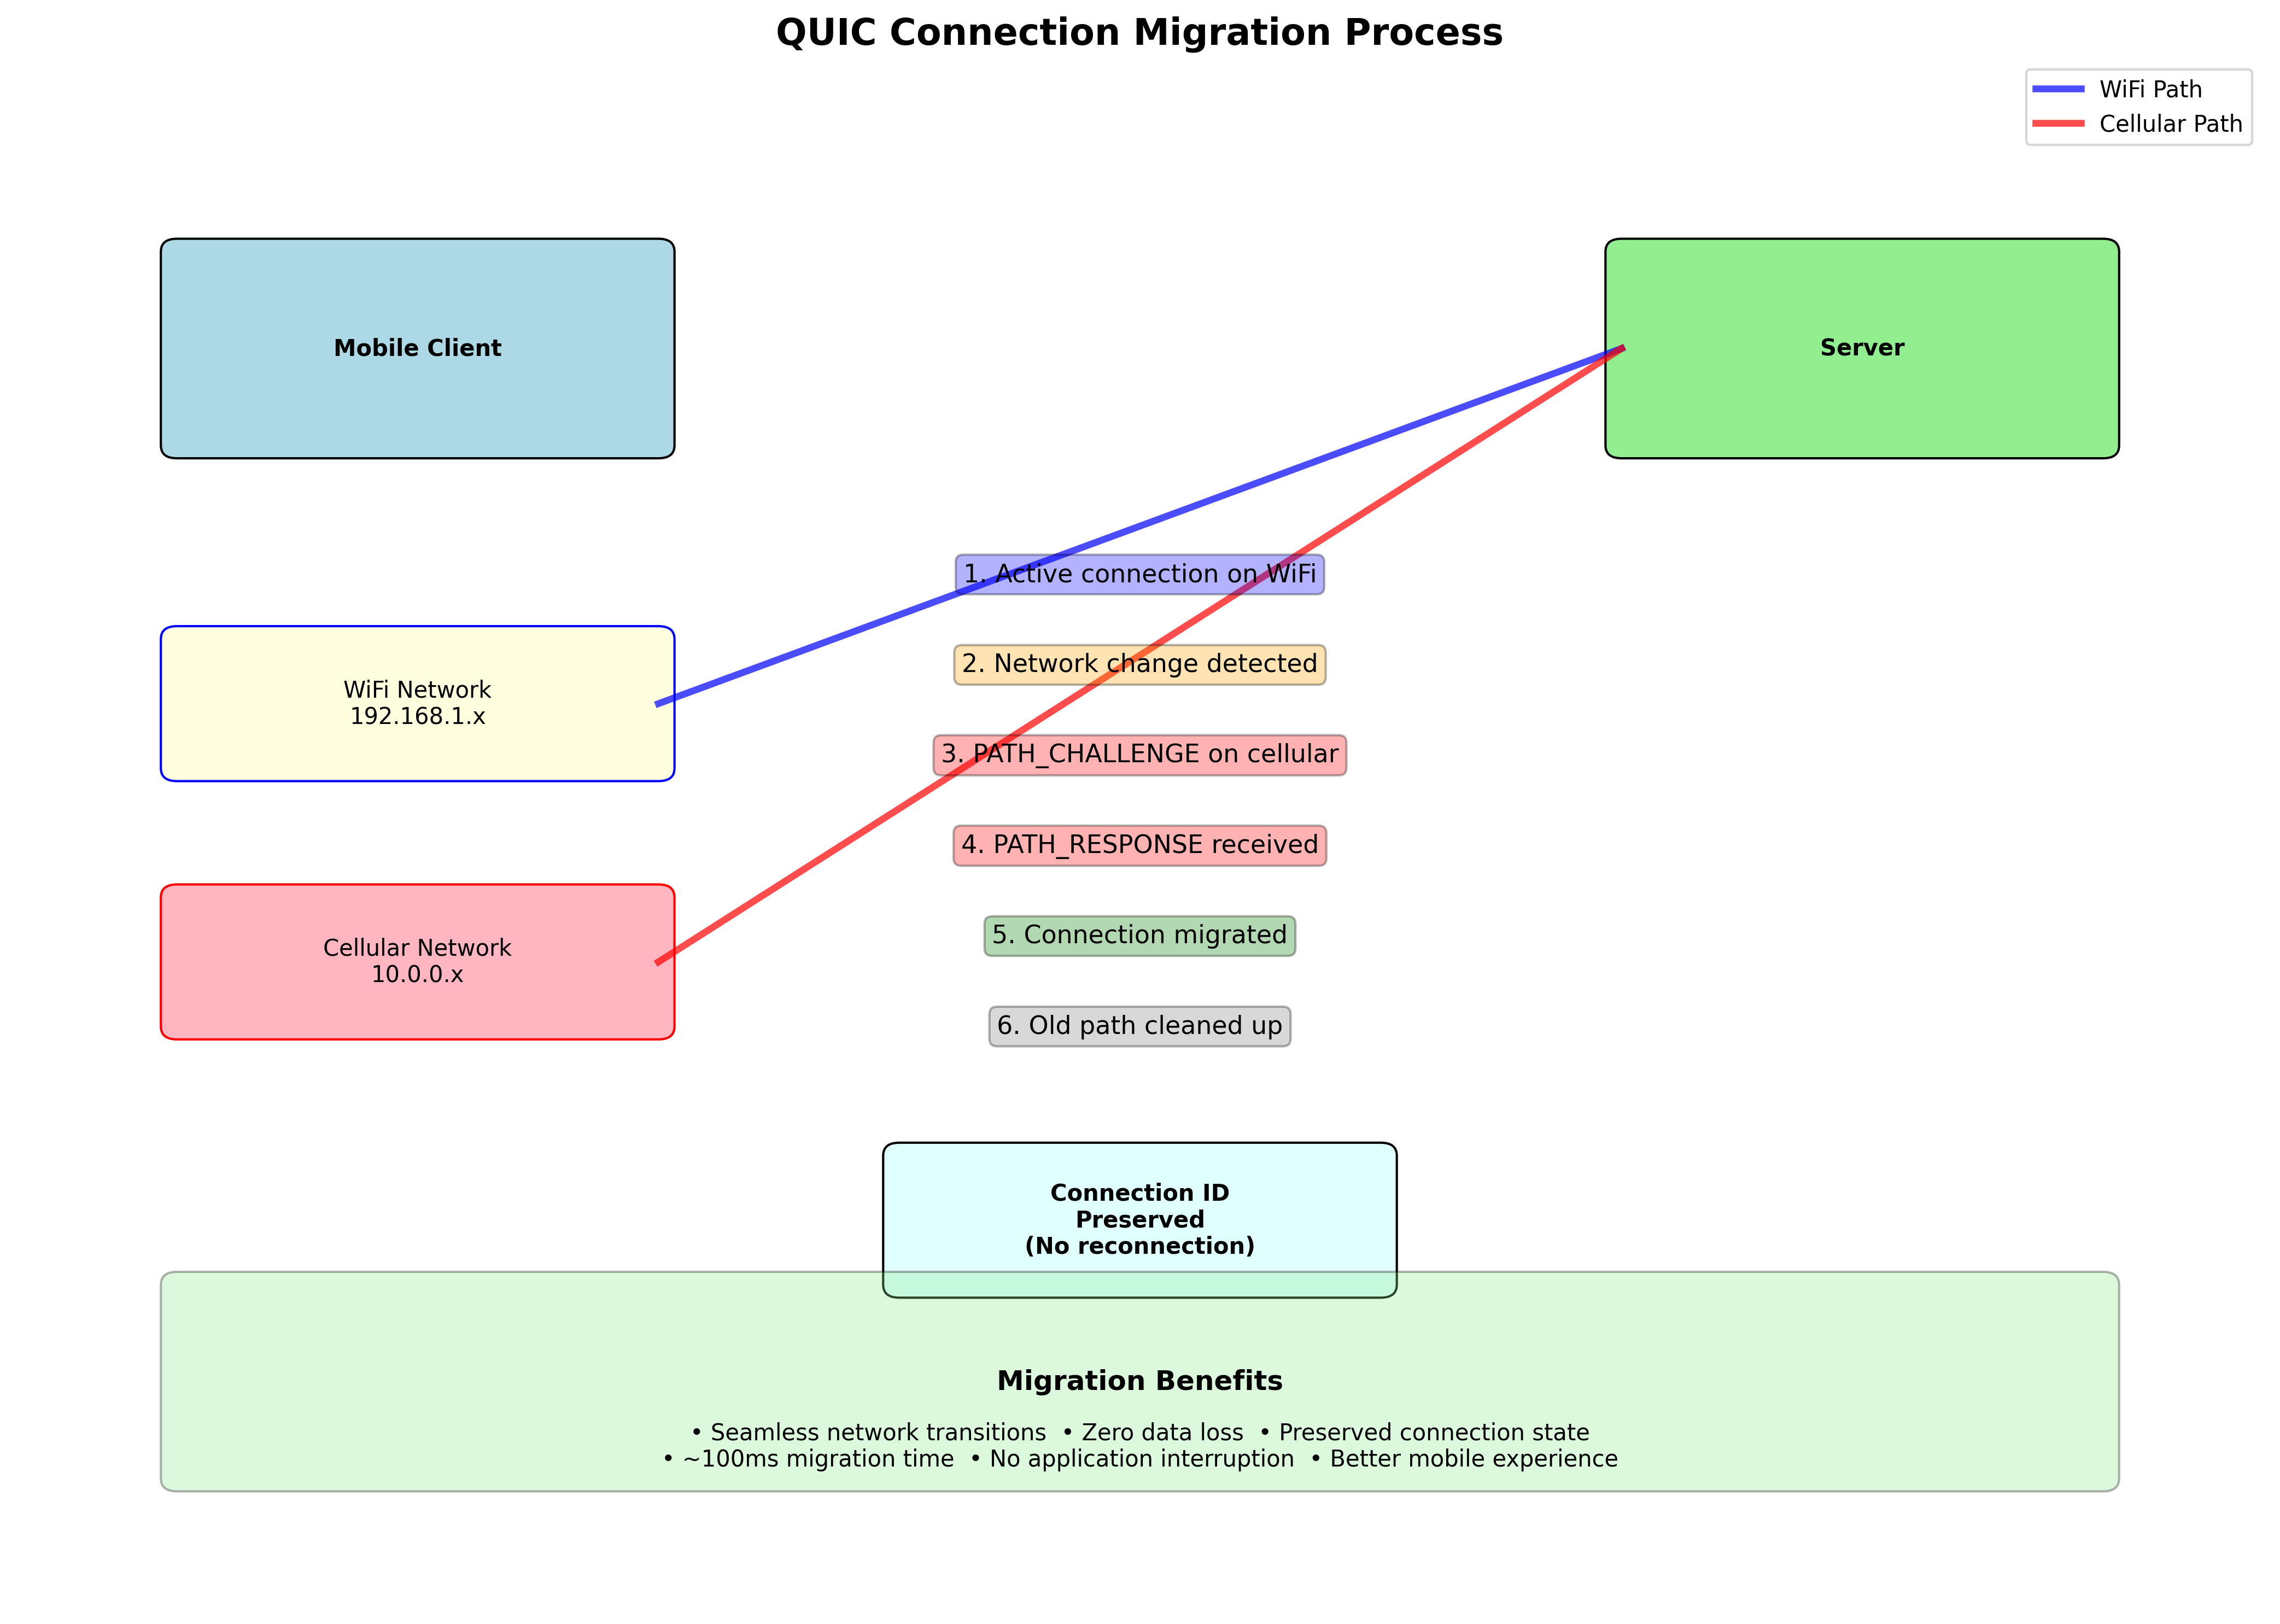 QUIC Connection Migration Process
WiFi Path
Cellular Path
Mobile Client
Server
1. Active connection on WiFi
2. Network change detected
WiFi Network
192.168.1.x
3. PATH_CHALLENGE on cellular
4. PATH_RESPONSE received
5. Connection migrated
Cellular Network
10.0.0.x
6. Old path cleaned up
Connection ID
Preserved
(No reconnection)
Migration Benefits
• Seamless network transitions • Zero data loss • Preserved connection state
• ~100ms migration time • No application interruption • Better mobile experience